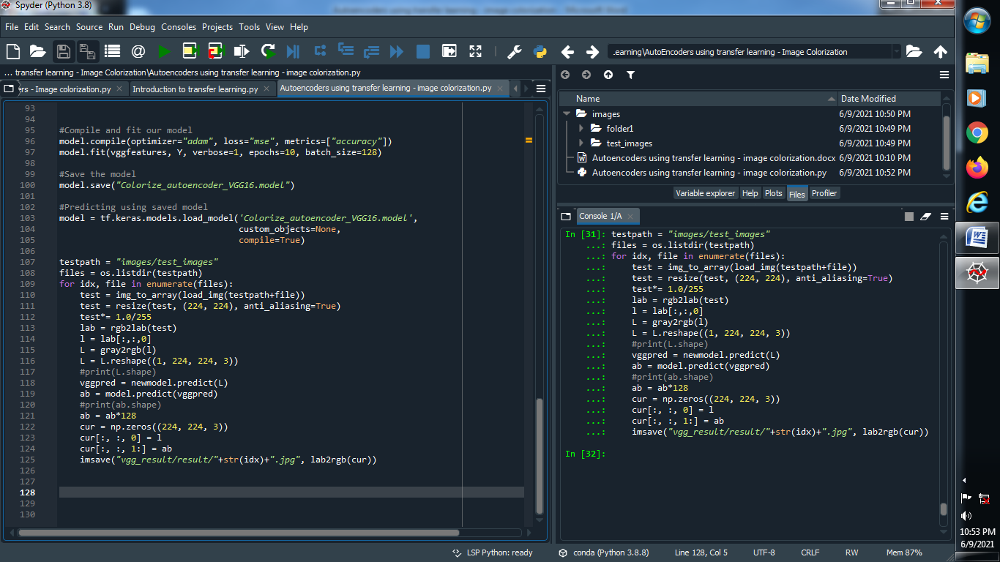 Spyder (Python 3.8)
File Edit Search Source Run Debug Consoles Projects Tools View Help
.earning\AutoEncoders using transfer learning - Image Colorization
... transfer learning - Image Colorization\Autoencoders using transfer learning - image colorization.py
ers - Image colorization.py
Introduction to transfer learning.py
Autoencoders using transfer learning - image colorization.py
93
94
95 #Compile and fit our model
96 model.compile(optimizer="adam", loss="mse", metrics=["accuracy"])
97 model.fit(vggfeatures, Y, verbose=1, epochs=10, batch_size=128)
98
99 #Save the model
100 model.save("Colorize_autoencoder_VGG16.model")
101
102 #Predicting using saved model
103 model = tf.keras.models.load_model('Colorize_autoencoder_VGG16.model',
104 custom_objects=None,
105 compile=True)
106
107 testpath = "images/test_images"
108 files = os.listdir(testpath)
109 for idx, file in enumerate(files):
110 test = img_to_array(load_img(testpath+file))
111 test = resize(test, (224, 224), anti_aliasing=True)
112 test*= 1.0/255
113 lab = rgb2lab(test)
114 l = lab[:,:,0]
115 L = gray2rgb(l)
116 L = L.reshape((1, 224, 224, 3))
117 #print(L.shape)
118 vggpred = newmodel.predict(L)
119 ab = model.predict(vggpred)
120 #print(ab.shape)
121 ab = ab*128
122 cur = np.zeros((224, 224, 3))
123 cur[:, :, 0] = l
124 cur[:, :, 1:] = ab
125 imsave("vgg_result/result/"+str(idx)+".jpg", lab2rgb(cur))
126
127
128
129
130
Name Date Modified
images 6/9/2021 10:50 PM
folder1 6/9/2021 10:49 PM
test_images 6/9/2021 10:49 PM
Autoencoders using transfer learning - image colorization.docx 6/9/2021 10:10 PM
Autoencoders using transfer learning - image colorization.py 6/9/2021 10:52 PM
Variable explorer Help Plots Files Profiler
Console 1/A
In [31]: testpath = "images/test_images"
...: files = os.listdir(testpath)
...: for idx, file in enumerate(files):
...: test = img_to_array(load_img(testpath+file))
...: test = resize(test, (224, 224), anti_aliasing=True)
...: test*= 1.0/255
...: lab = rgb2lab(test)
...: l = lab[:,:,0]
...: L = gray2rgb(l)
...: L = L.reshape((1, 224, 224, 3))
...: #print(L.shape)
...: vggpred = newmodel.predict(L)
...: ab = model.predict(vggpred)
...: #print(ab.shape)
...: ab = ab*128
...: cur = np.zeros((224, 224, 3))
...: cur[:, :, 0] = l
...: cur[:, :, 1:] = ab
...: imsave("vgg_result/result/"+str(idx)+".jpg", lab2rgb(cur))
In [32]:
LSP Python: ready conda (Python 3.8.8) Line 128, Col 5 UTF-8 CRLF RW Mem 87%
10:53 PM
6/9/2021